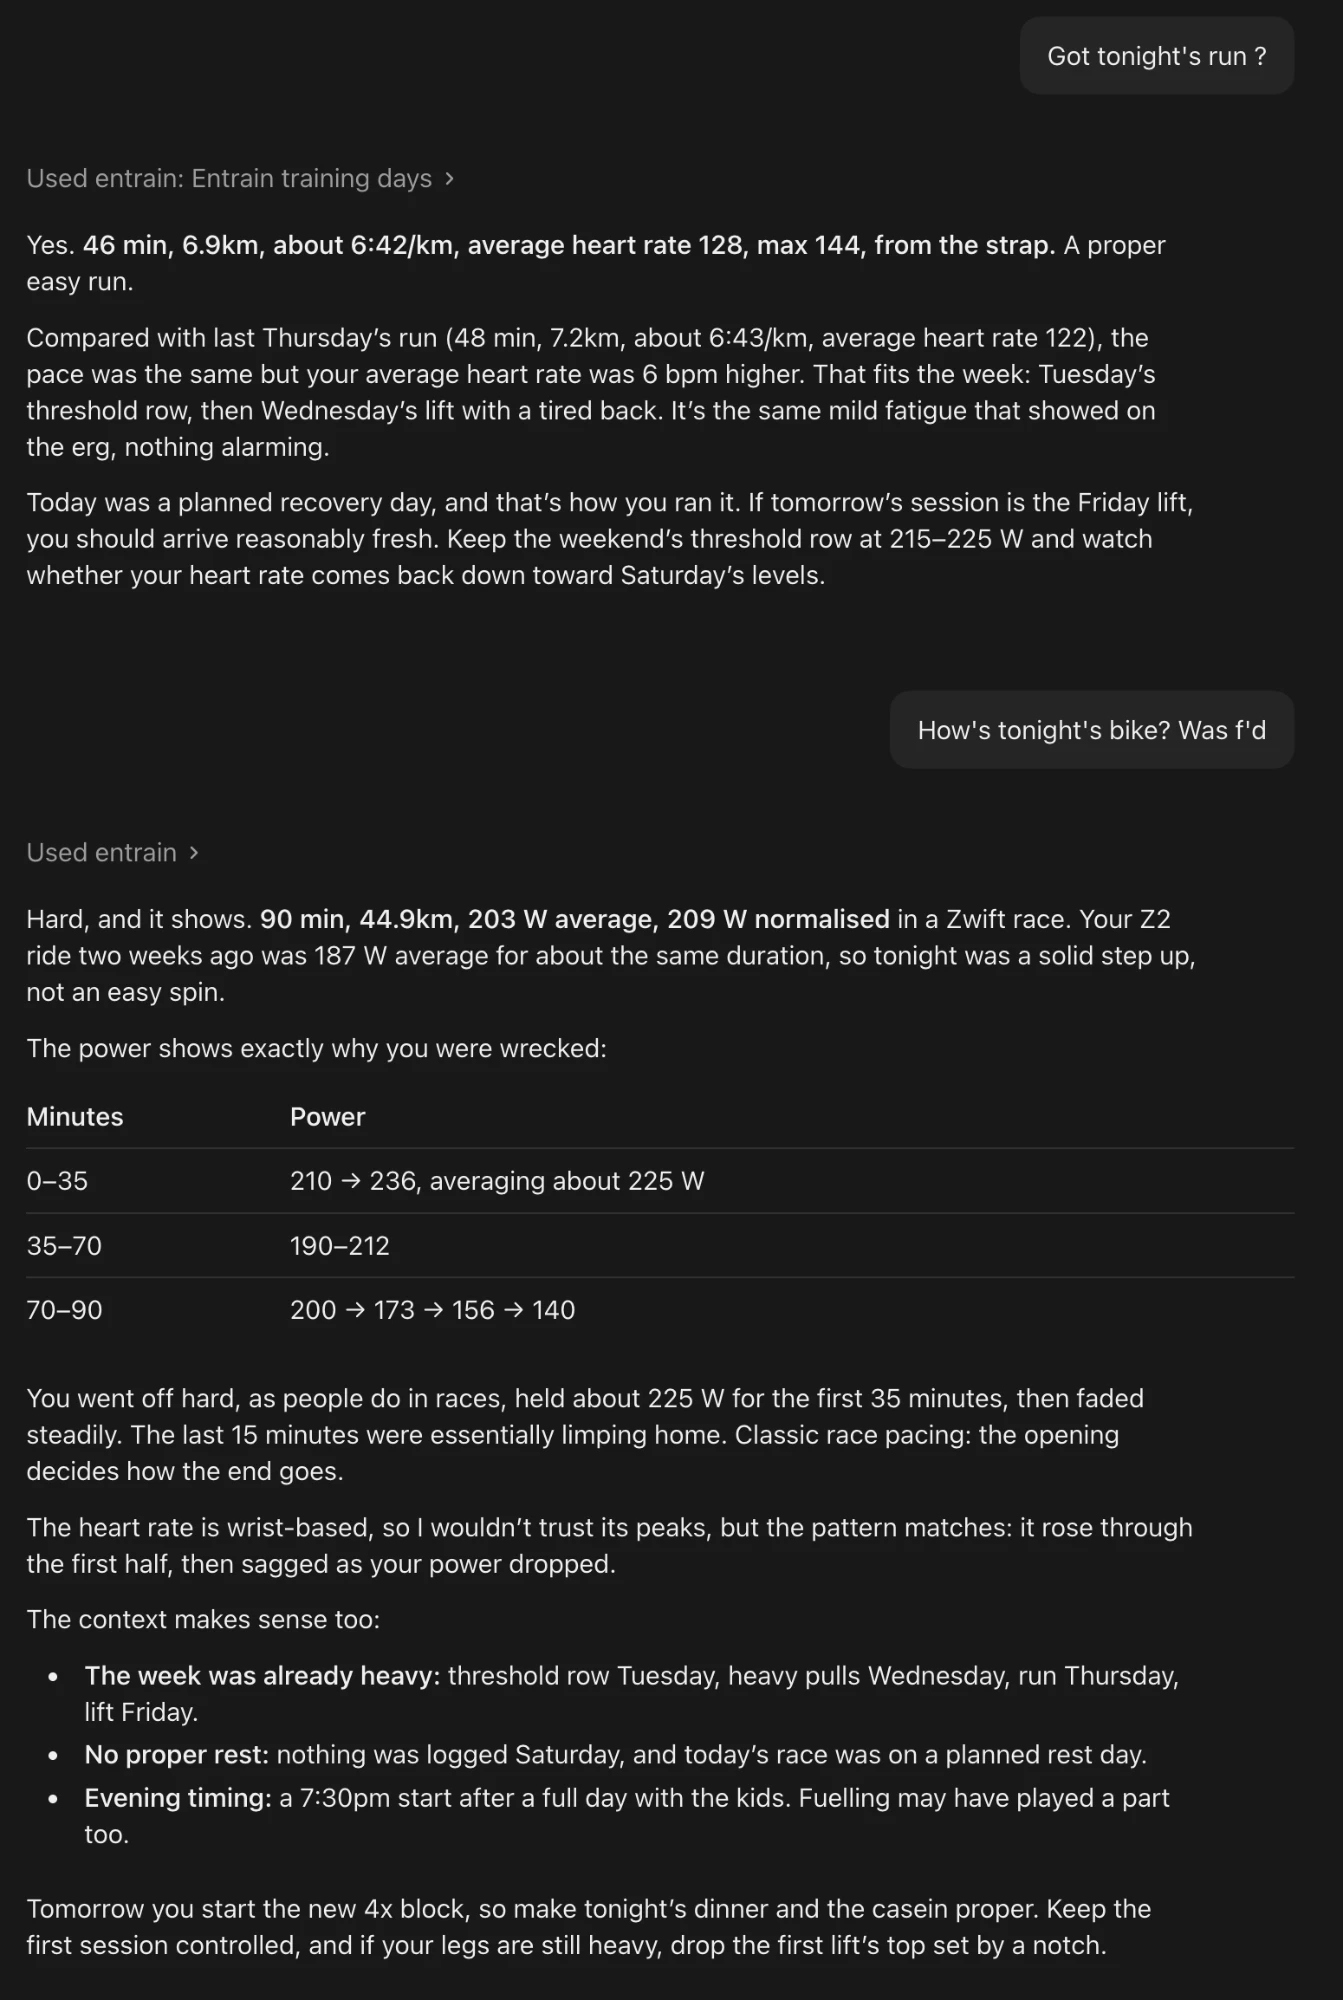 Got tonight's run ?
Used entrain: Entrain training days >
Yes. 46 min, 6.9km, about 6:42/km, average heart rate 128, max 144, from the strap. A proper
easy run.
Compared with last Thursday’s run (48 min, 7.2km, about 6:43/km, average heart rate 122), the
pace was the same but your average heart rate was 6 bpm higher. That fits the week: Tuesday’s
threshold row, then Wednesday’s lift with a tired back. It’s the same mild fatigue that showed on
the erg, nothing alarming.
Today was a planned recovery day, and that’s how you ran it. If tomorrow’s session is the Friday lift,
you should arrive reasonably fresh. Keep the weekend’s threshold row at 215–225 W and watch
whether your heart rate comes back down toward Saturday’s levels.
How's tonight's bike? Was f'd
Used entrain >
Hard, and it shows. 90 min, 44.9km, 203 W average, 209 W normalised in a Zwift race. Your Z2
ride two weeks ago was 187 W average for about the same duration, so tonight was a solid step up,
not an easy spin.
The power shows exactly why you were wrecked:
Minutes Power
0–35 210 → 236, averaging about 225 W
35–70 190–212
70–90 200 → 173 → 156 → 140
You went off hard, as people do in races, held about 225 W for the first 35 minutes, then faded
steadily. The last 15 minutes were essentially limping home. Classic race pacing: the opening
decides how the end goes.
The heart rate is wrist-based, so I wouldn’t trust its peaks, but the pattern matches: it rose through
the first half, then sagged as your power dropped.
The context makes sense too:
• The week was already heavy: threshold row Tuesday, heavy pulls Wednesday, run Thursday,
lift Friday.
• No proper rest: nothing was logged Saturday, and today’s race was on a planned rest day.
• Evening timing: a 7:30pm start after a full day with the kids. Fuelling may have played a part
too.
Tomorrow you start the new 4x block, so make tonight’s dinner and the casein proper. Keep the
first session controlled, and if your legs are still heavy, drop the first lift’s top set by a notch.